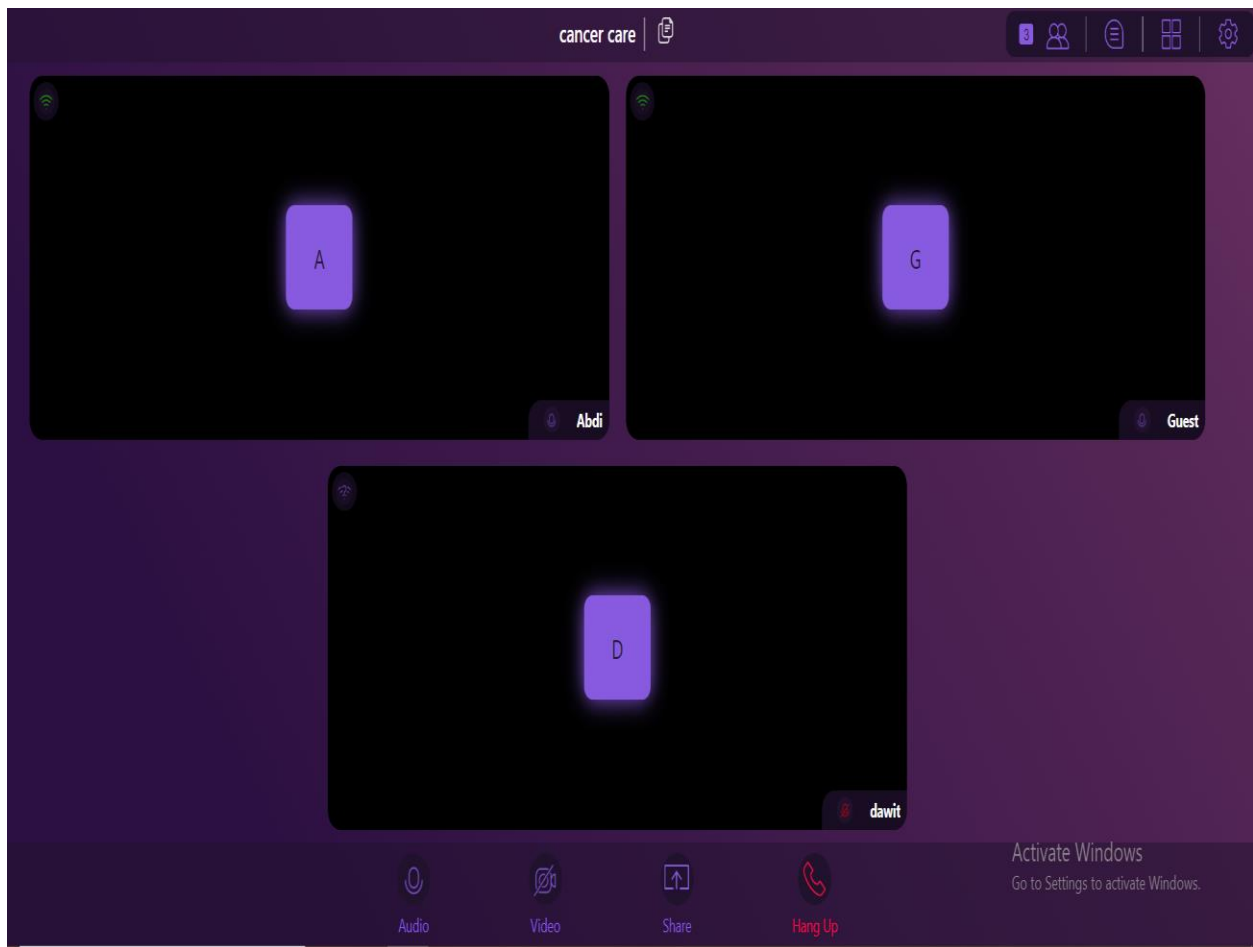 cancer care
3
A
G
Abdi
Guest
D
dawit
Activate Windows
Go to Settings to activate Windows.
Audio
Video
Share
Hang Up